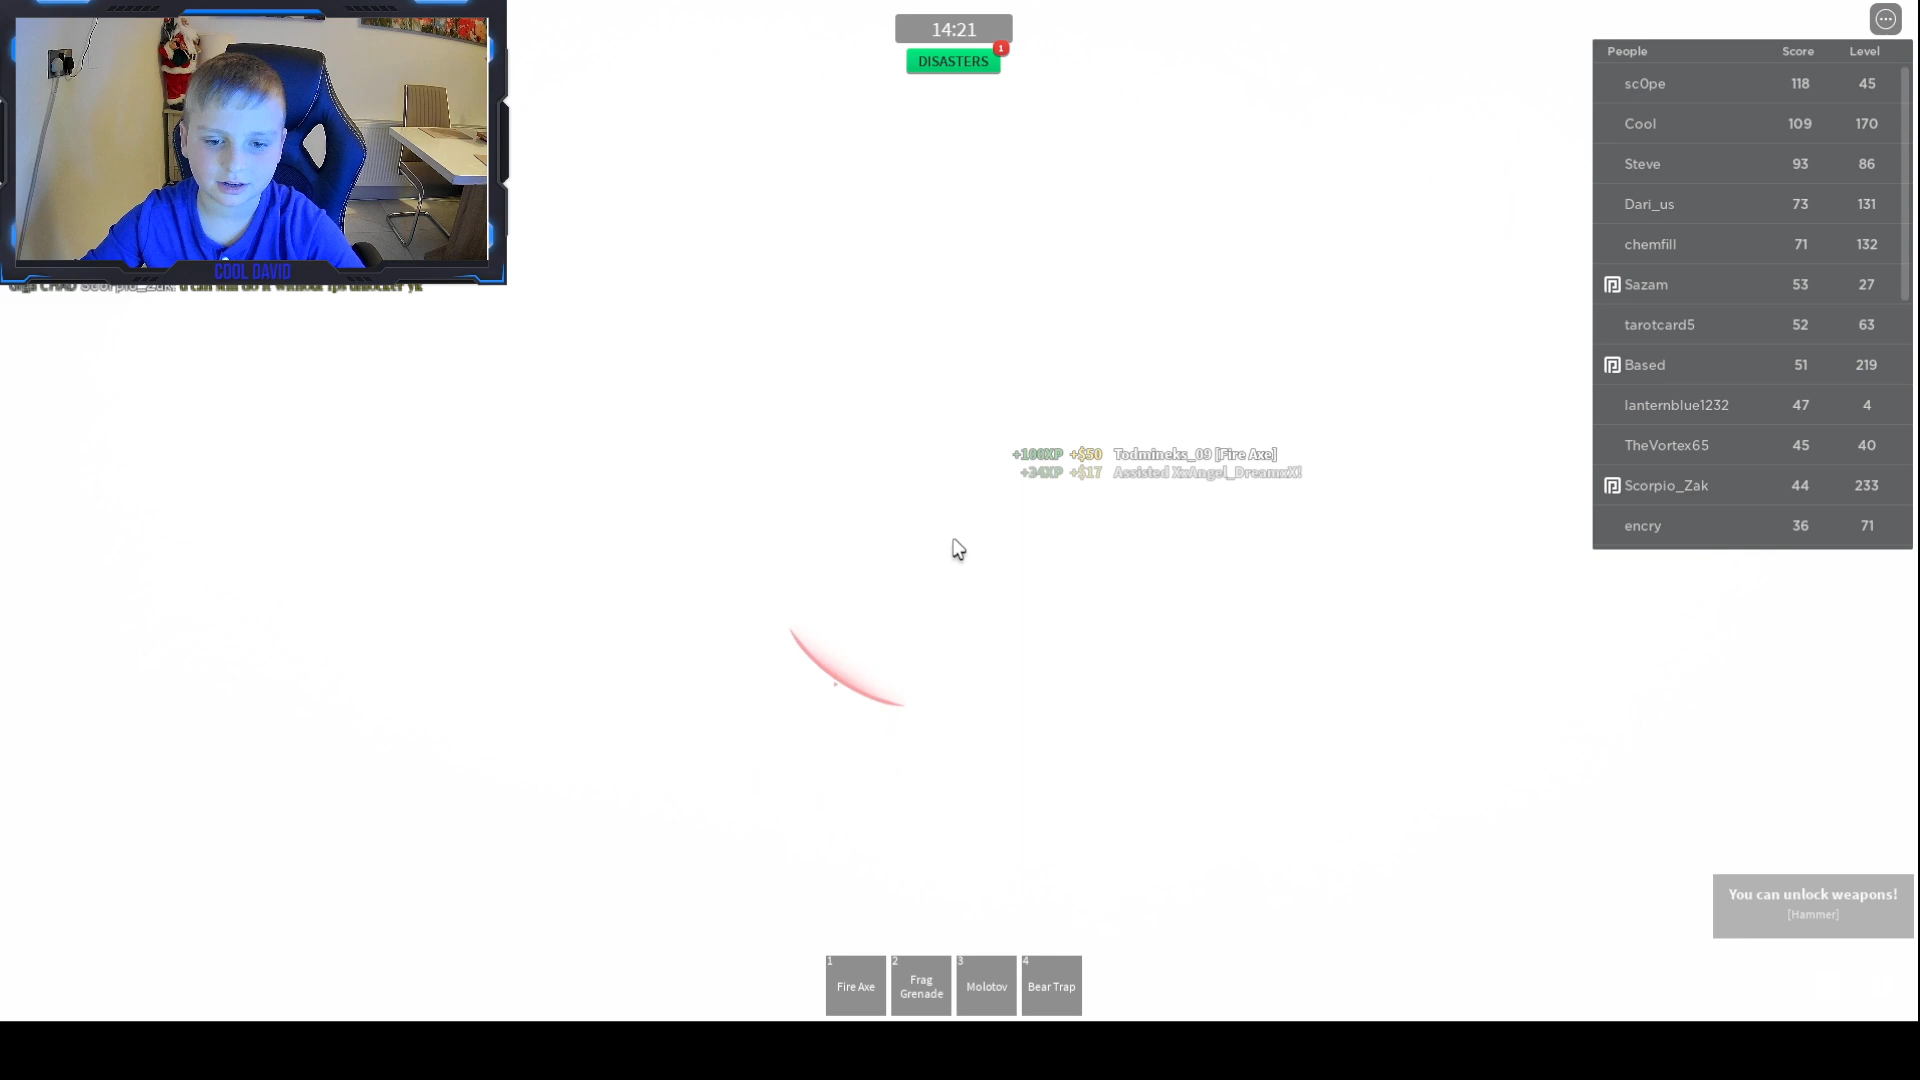 14:21
1
DISASTERS
COOL DAVID
+100XP +$50 Todmineks_09 [Fire Axe]
+34XP +$17 Assisted XxAngel_DreamxX!
People Score Level
sc0pe 118 45
Cool 109 170
Steve 93 86
Dari_us 73 131
chemfill 71 132
Sazam 53 27
tarotcard5 52 63
Based 51 219
lanternblue1232 47 4
TheVortex65 45 40
Scorpio_Zak 44 233
encry 36 71
You can unlock weapons!
[Hammer]
1 Fire Axe
2 Frag Grenade
3 Molotov
4 Bear Trap